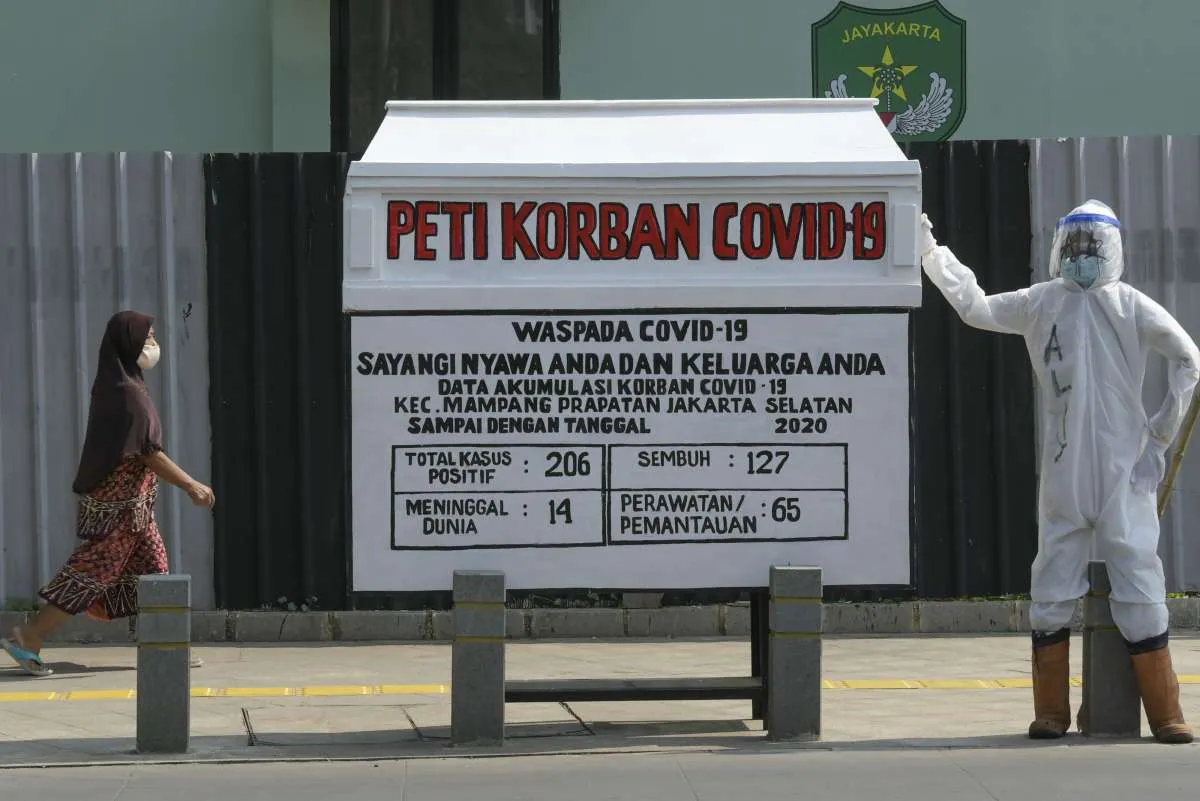 JAYAKARTA
PETI KORBAN COVID-19
WASPADA COVID-19
SAYANGI NYAWA ANDA DAN KELUARGA ANDA
DATA AKUMULASI KORBAN COVID-19
KEC. MAMPANG PRAPATAN JAKARTA SELATAN
SAMPAI DENGAN TANGGAL 2020
TOTAL KASUS POSITIF : 206
SEMBUH : 127
MENINGGAL DUNIA : 14
PERAWATAN/ PEMANTAUAN : 65